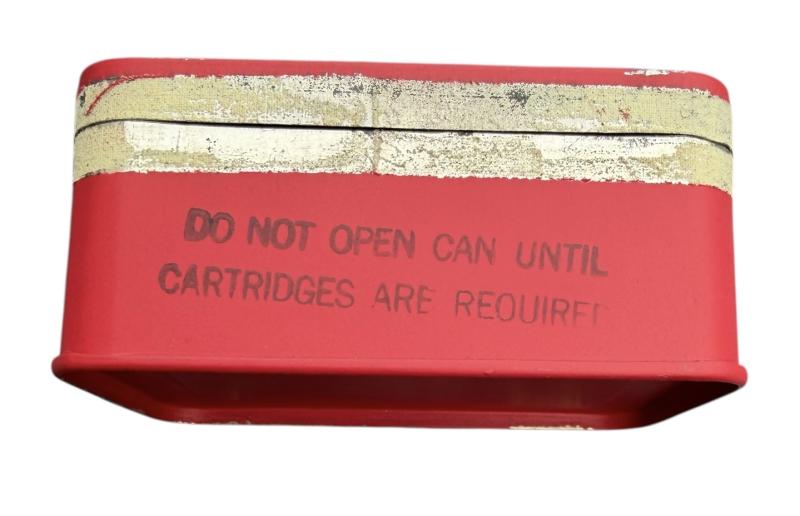 DO NOT OPEN CAN UNTIL
CARTRIDGES ARE REQUIRED